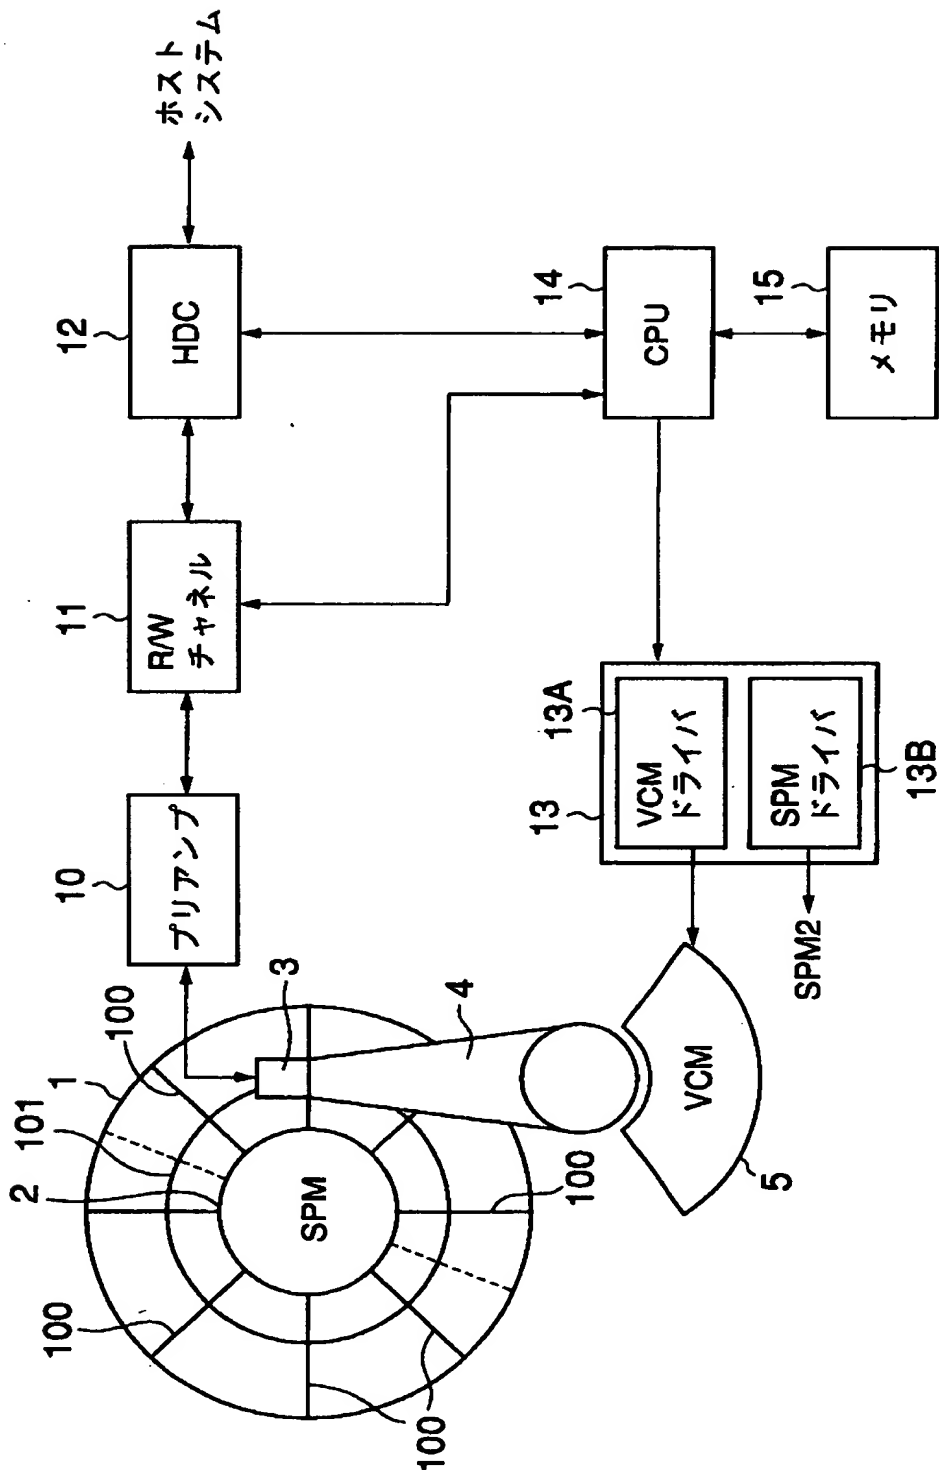 ホスト
システム
12
HDC
11
R/W
チャネル
10
プリアンプ
14
CPU
15
メモリ
13
13A
VCM
ドライバ
SPM
ドライバ
13B
SPM2
3
4
100
1
101
2
SPM
100
100
100
100
VCM
5